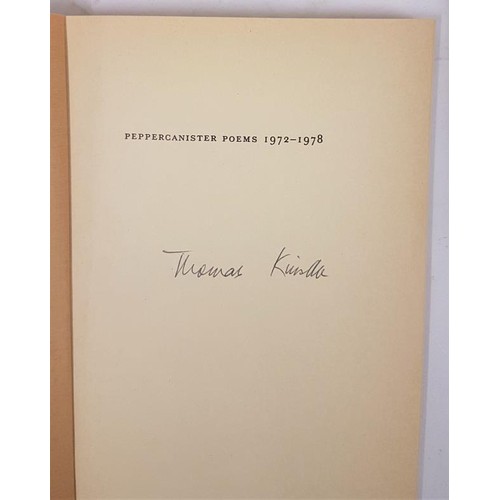 PEPPERCANISTER POEMS 1972–1978
Thomas Kinsella